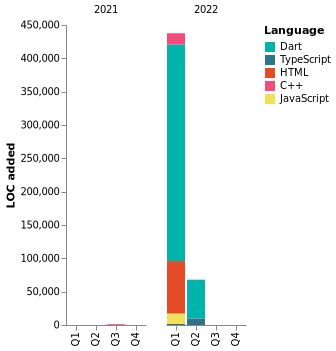 2021 2022
Language
Dart
TypeScript
HTML
C++
JavaScript
LOC added
450,000
400,000
350,000
300,000
250,000
200,000
150,000
100,000
50,000
0
Q1 Q2 Q3 Q4 Q1 Q2 Q3 Q4